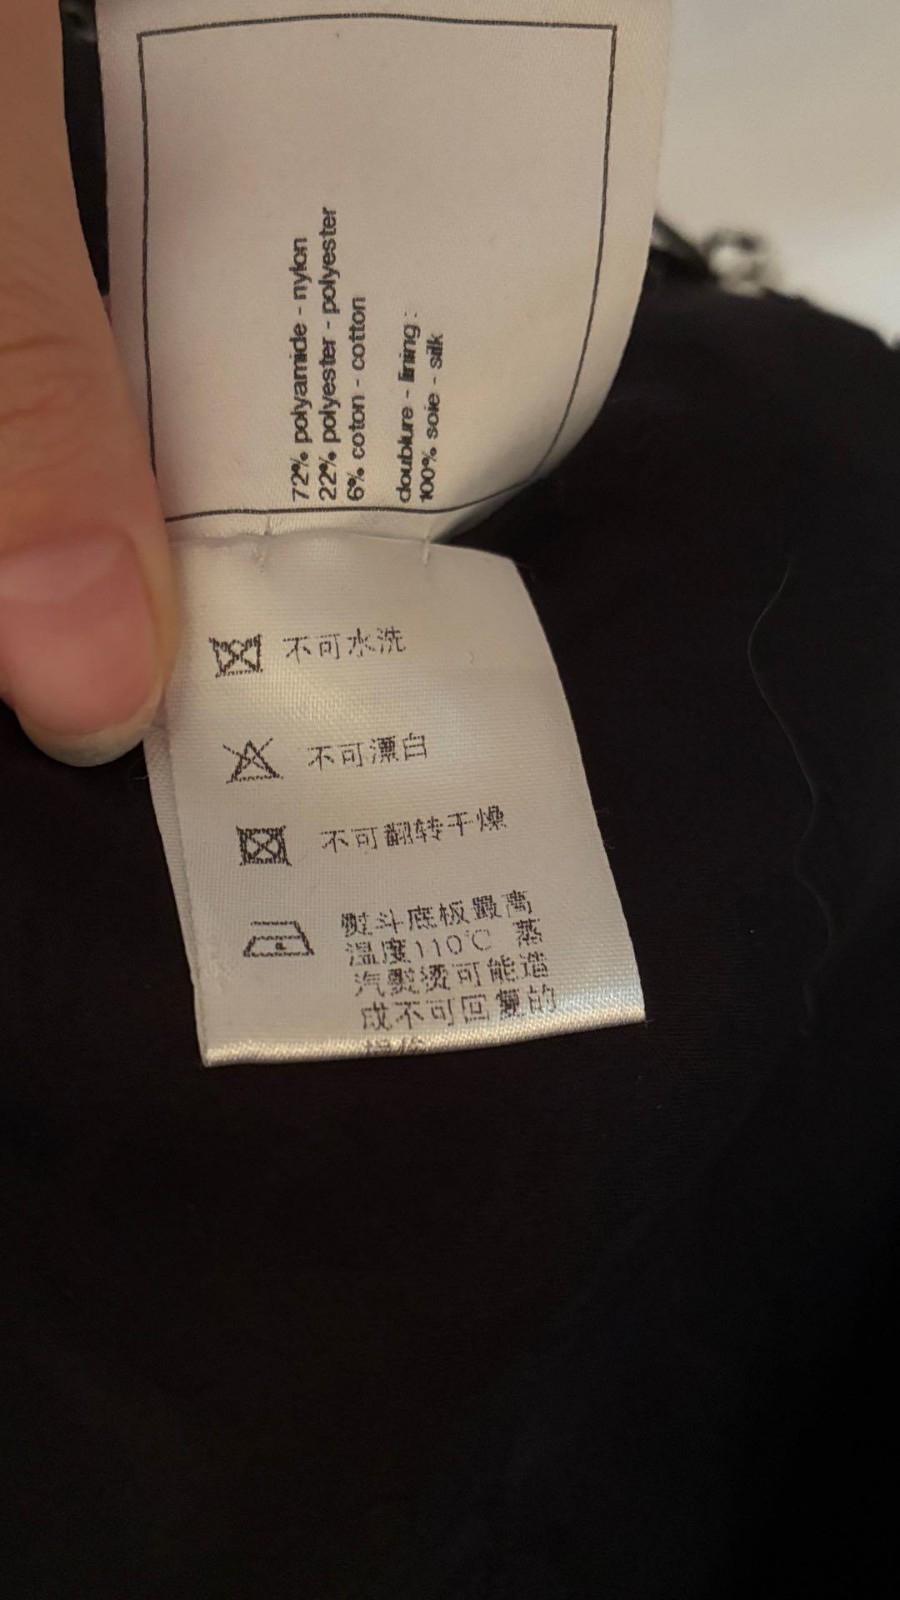 72% polyamide - nylon
22% polyester - polyester
6% coton - cotton
doublure - lining :
100% soie - silk
不可水洗
不可漂白
不可翻转干燥
熨斗底板最高
温度110℃ 蒸
汽熨烫可能造
成不可回复的